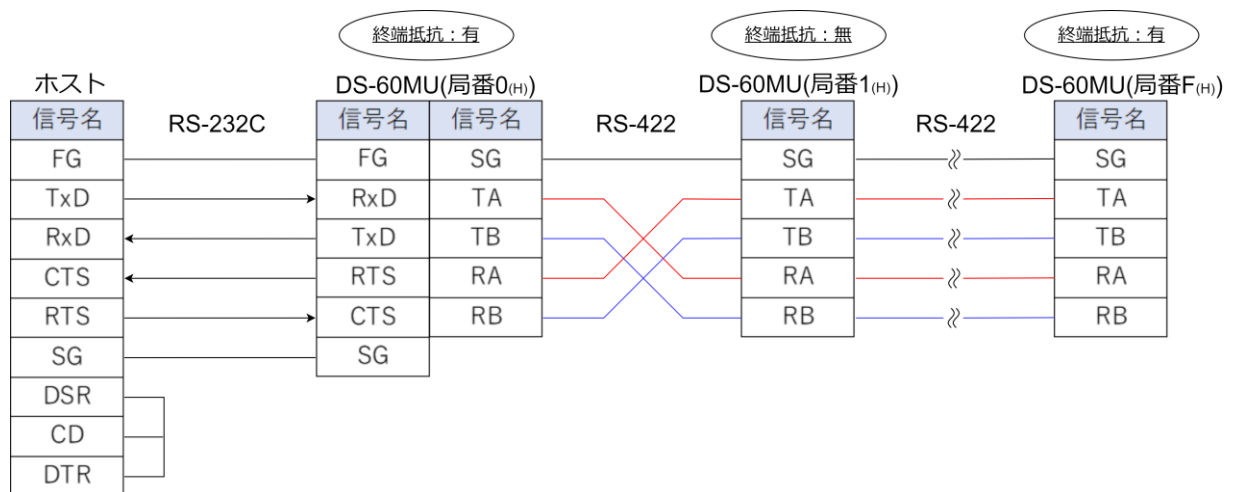 終端抵抗：有 終端抵抗：無 終端抵抗：有
ホスト DS-60MU(局番0(H)) DS-60MU(局番1(H)) DS-60MU(局番F(H))
信号名 RS-232C 信号名 信号名 RS-422 信号名 RS-422 信号名
FG FG SG SG SG
TxD RxD TA TA TA
RxD TxD TB TB TB
CTS RTS RA RA RA
RTS CTS RB RB RB
SG SG
DSR
CD
DTR